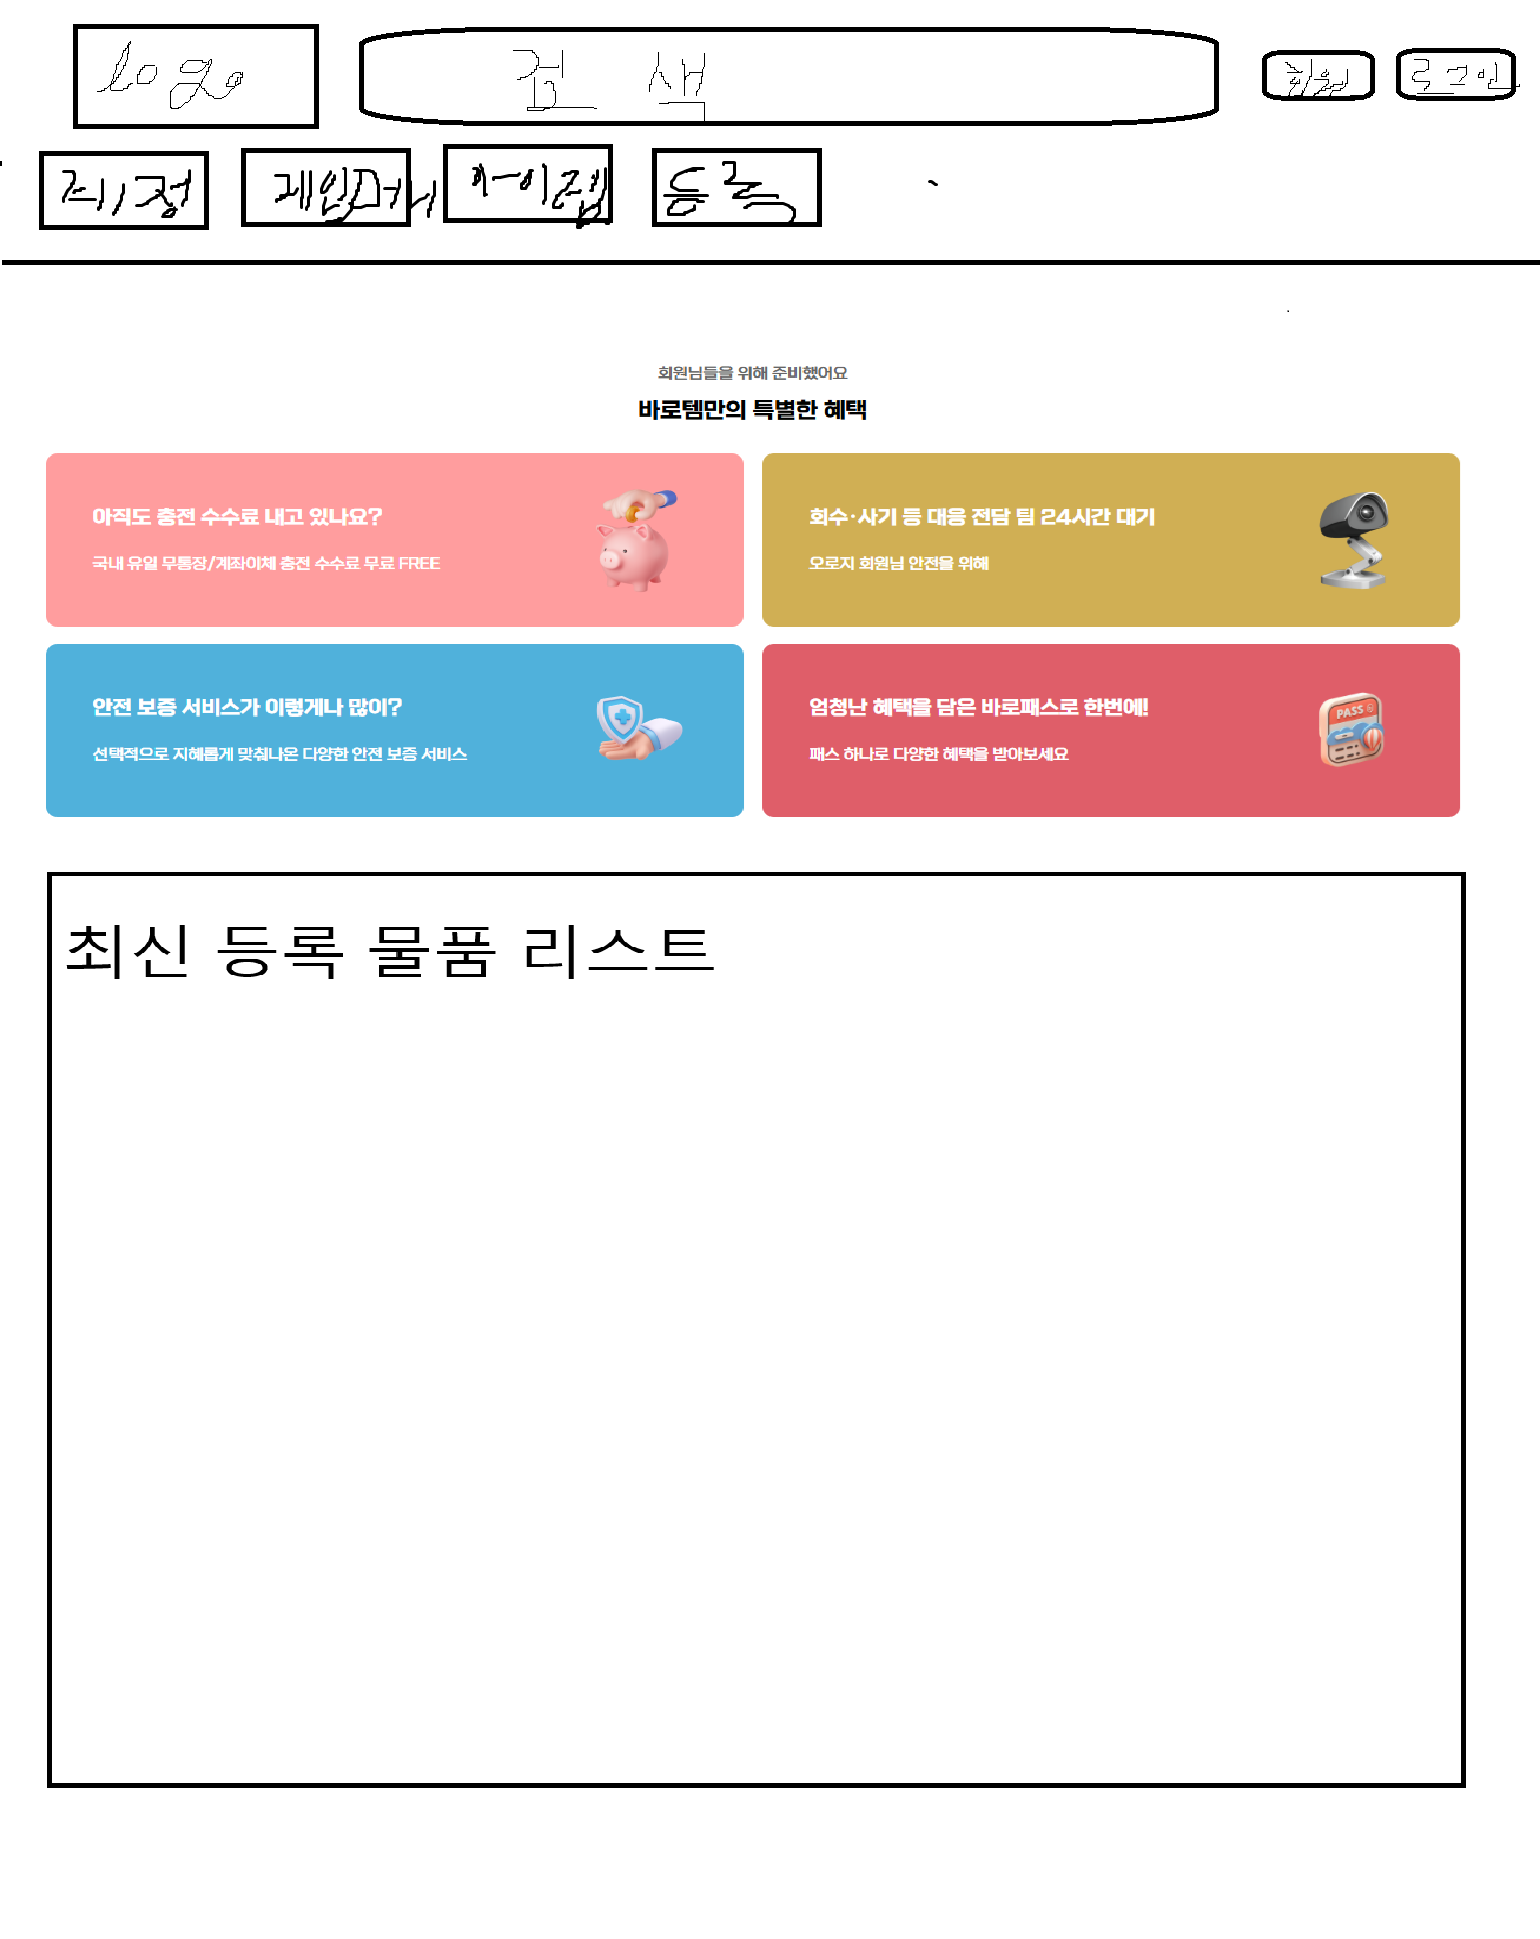 logo
검 색
회원
로그인
계정
게임머니
아이템
등록
회원님들을 위해 준비했어요
바로템만의 특별한 혜택
아직도 충전 수수료 내고 있나요?
국내 유일 무통장/계좌이체 충전 수수료 무료 FREE
회수·사기 등 대응 전담 팀 24시간 대기
오로지 회원님 안전을 위해
안전 보증 서비스가 이렇게나 많이?
선택적으로 지혜롭게 맞춰나온 다양한 안전 보증 서비스
엄청난 혜택을 담은 바로패스로 한번에!
패스 하나로 다양한 혜택을 받아보세요
PASS
최신 등록 물품 리스트